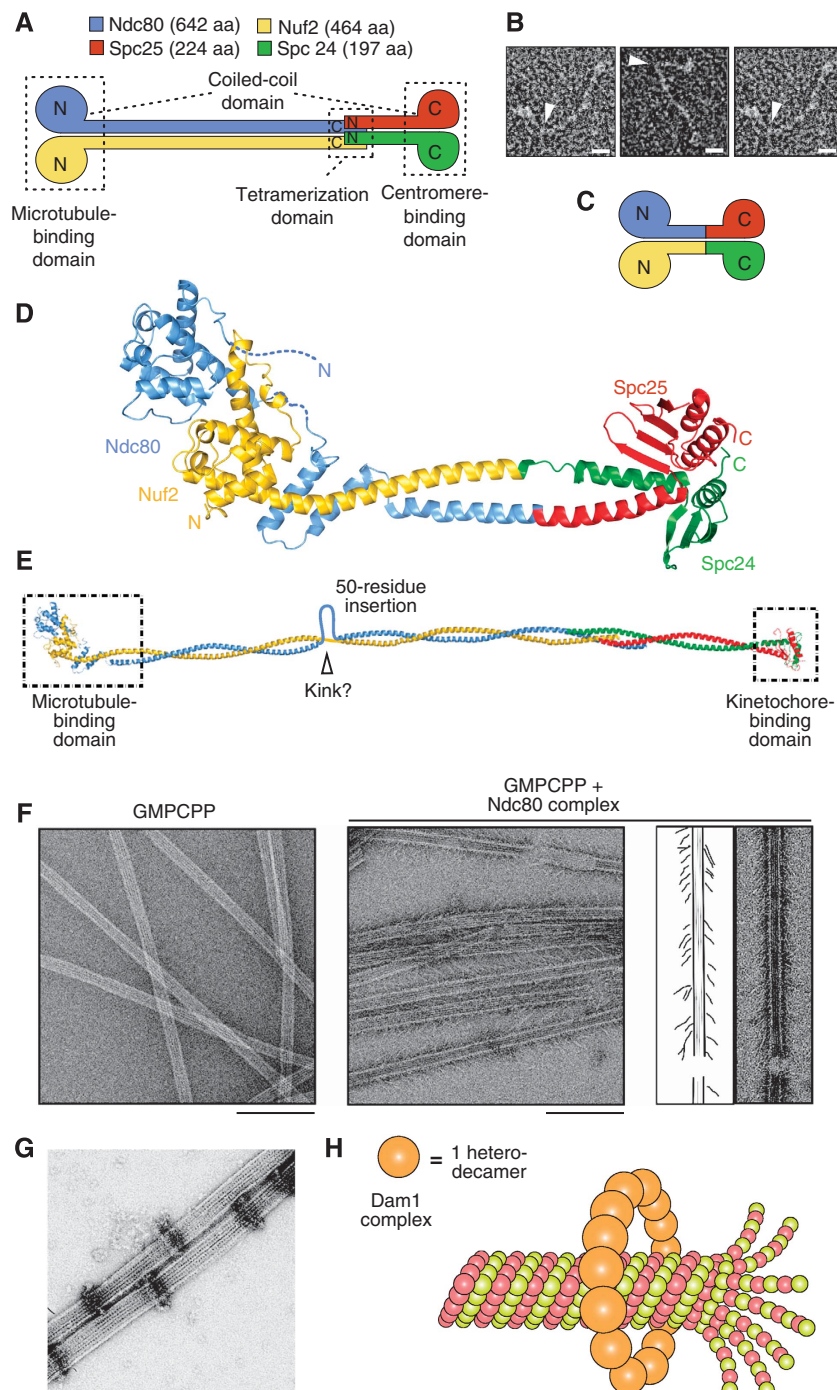 A
Ndc80 (642 aa)
Nuf2 (464 aa)
Spc25 (224 aa)
Spc 24 (197 aa)
Coiled-coil
domain
N
C
N
C
N
C
N
C
Tetramerization
domain
Centromere-
binding
domain
Microtubule-
binding
domain
B
C
N
C
N
C
D
N
Ndc80
Nuf2
N
Spc25
C
C
Spc24
E
50-residue
insertion
Kink?
Microtubule-
binding
domain
Kinetochore-
binding
domain
F
GMPCPP
GMPCPP +
Ndc80 complex
G
H
= 1 hetero-
decamer
Dam1
complex